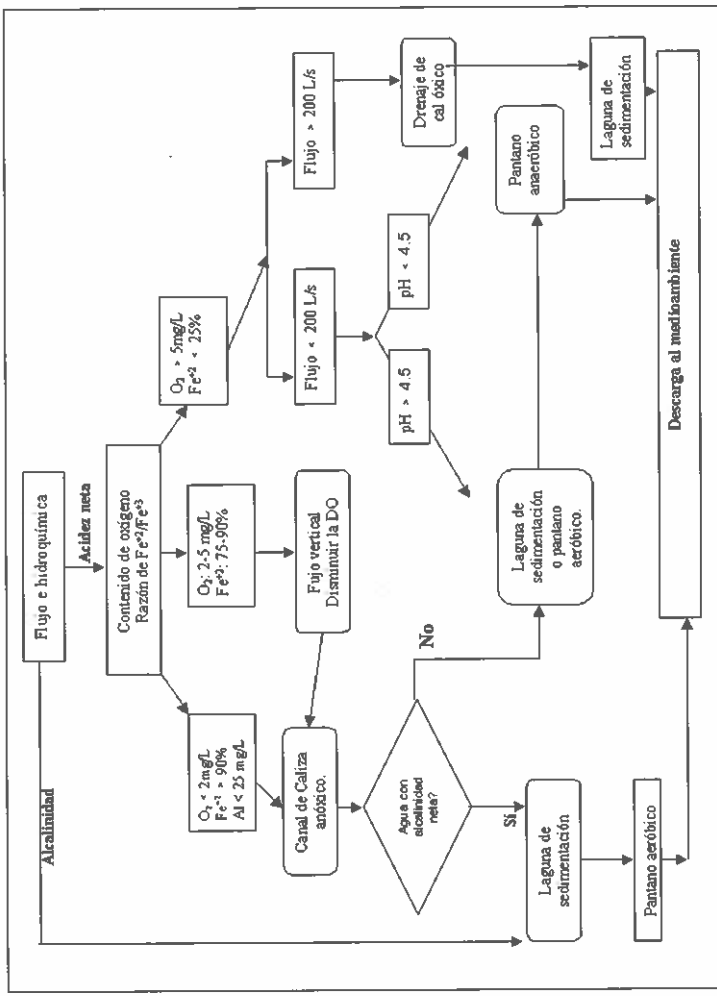 Flujo e hidroquímica
Alcalinidad
Acidez neta
Contenido de oxígeno
Razón de Fe⁺²/Fe⁺³
O₂ < 2mg/L
Fe⁺² > 90%
Al < 25 mg/L
O₂: 2-5 mg/L
Fe⁺²: 75-90%
O₂ > 5mg/L
Fe⁺² < 25%
Canal de Caliza
anóxico.
Fujo vertical
Disminuir la DO
Flujo < 200 L/s
Flujo > 200 L/s
pH > 4.5
pH < 4.5
Drenaje de
cal óxico
Agua con
alcalinidad
neta?
No
Sí
Laguna de
sedimentación
o pantano
aeróbico.
Pantano
anaeróbico
Laguna de
sedimentación
Laguna de
sedimentación
Pantano aeróbico
Descarga al medioambiente